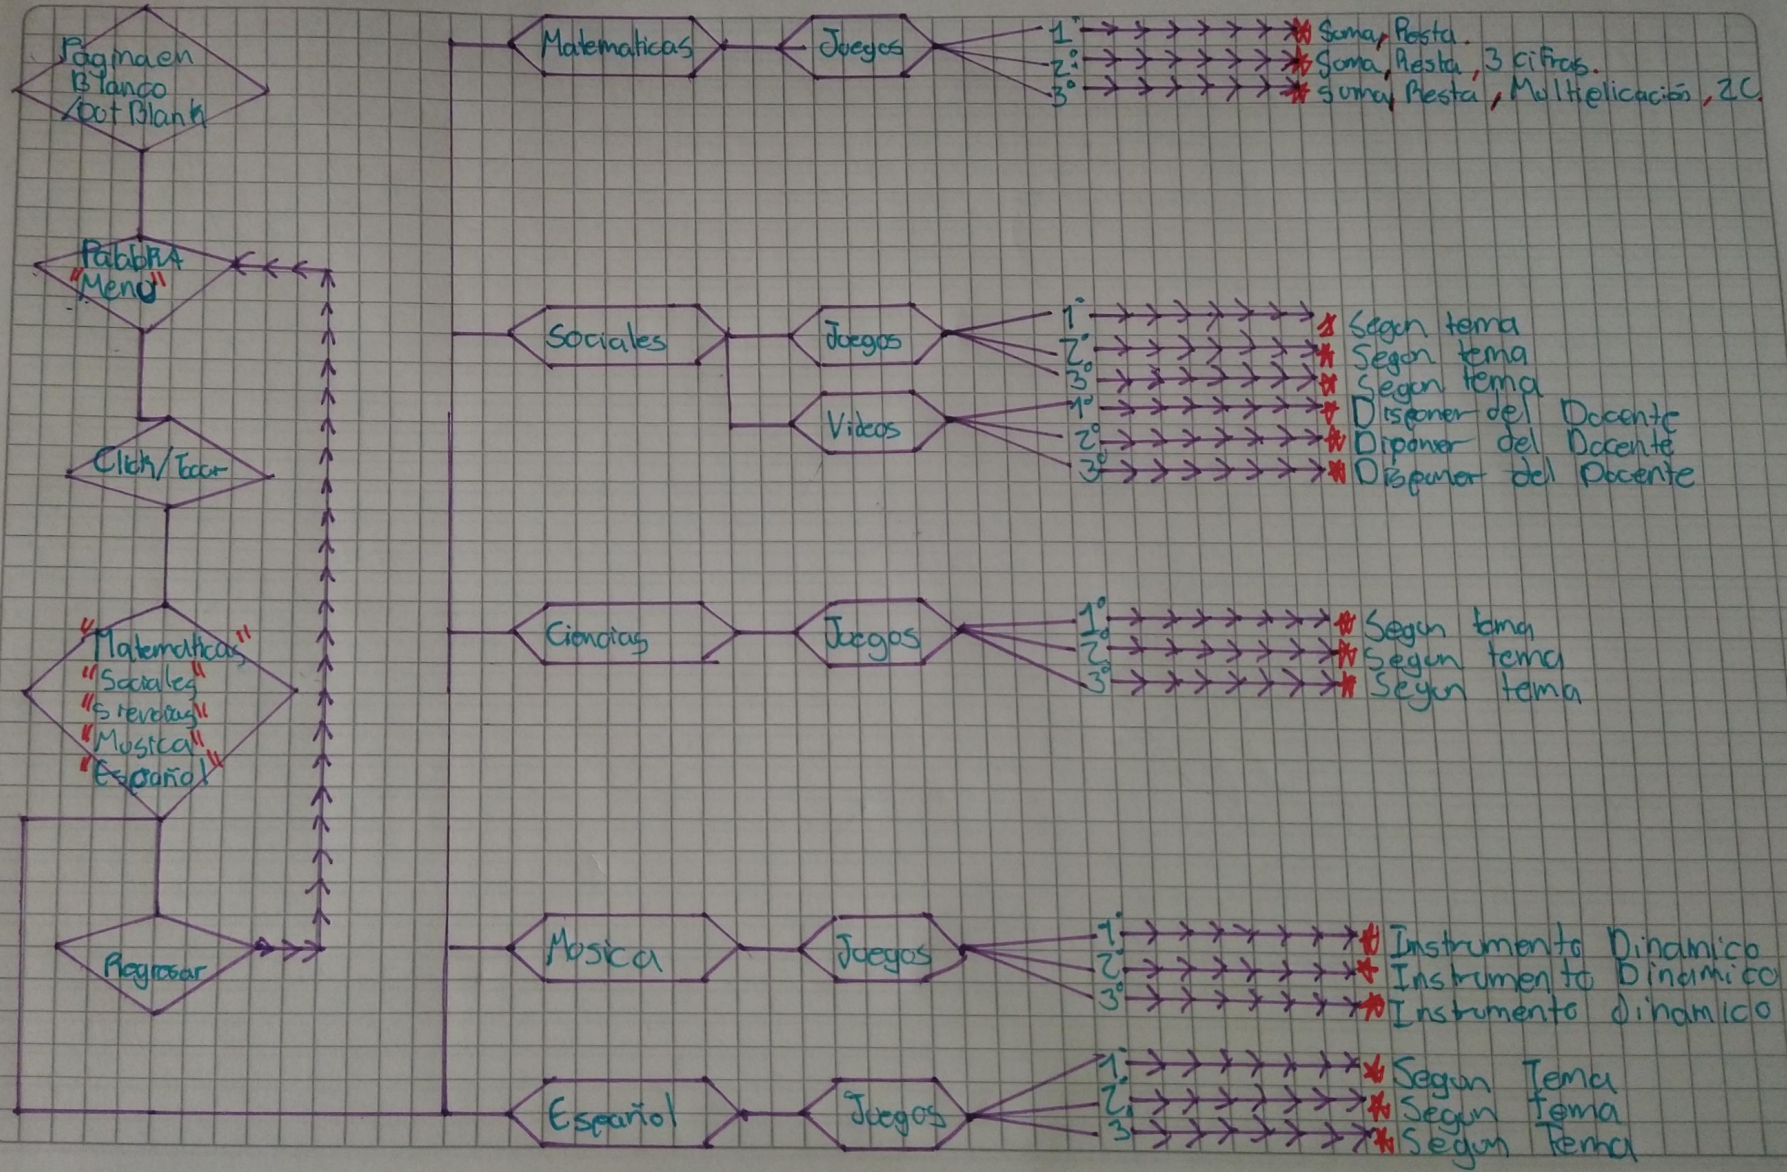 Pagina en
Blanco
/oot Blank
PalabRA
"Menu"
Click/Tocar
"Matematicas"
"Sociales"
"Musica"
"Español"
Regresar
Matematicas
Juegos
1° Suma, Resta.
2° Suma, Resta, 3 cifras.
3° Suma, Resta, Multiplicación, 2C
Sociales
Juegos
1° Segun tema
2° Segun tema
3° Segun tema
Videos
1° Disponer del Docente
2° Diponer del Docente
3° Disponer del Docente
Ciencias
Juegos
1° Segun tema
2° Segun tema
3° Segun tema
Musica
Juegos
1° Instrumento Dinamico
2° Instrumento Dinamico
3° Instrumento dinamico
Español
Juegos
1° Segun Tema
2° Segun Tema
3 Segun Tema